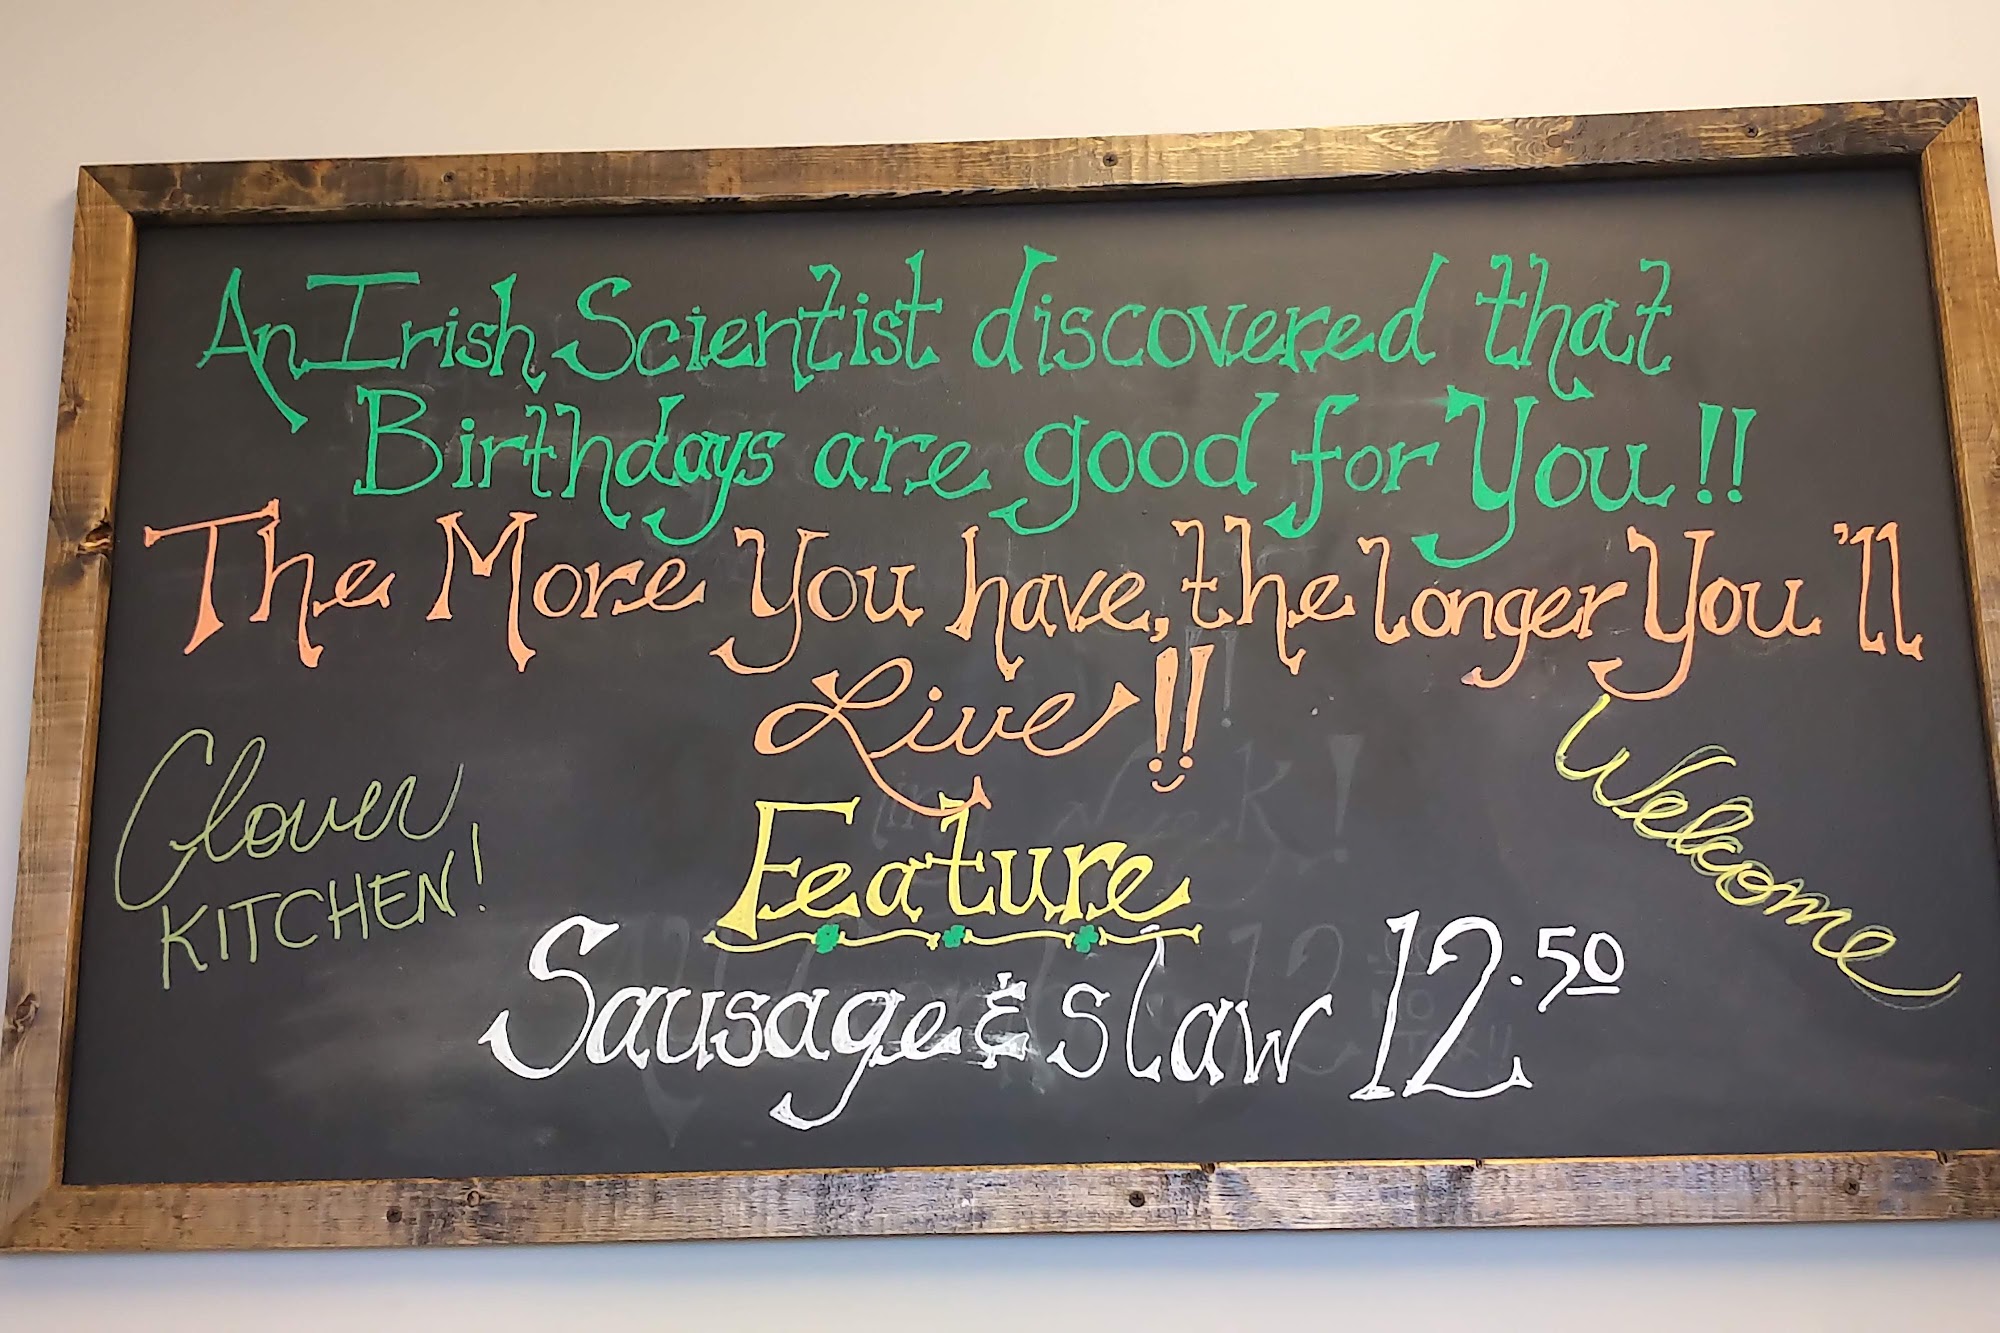 An Irish Scientist discovered that
Birthdays are good for You!!
The More You have, the longer You'll
Live!!
Clover
KITCHEN!
Welcome
Feature
Sausage & slaw 12.50